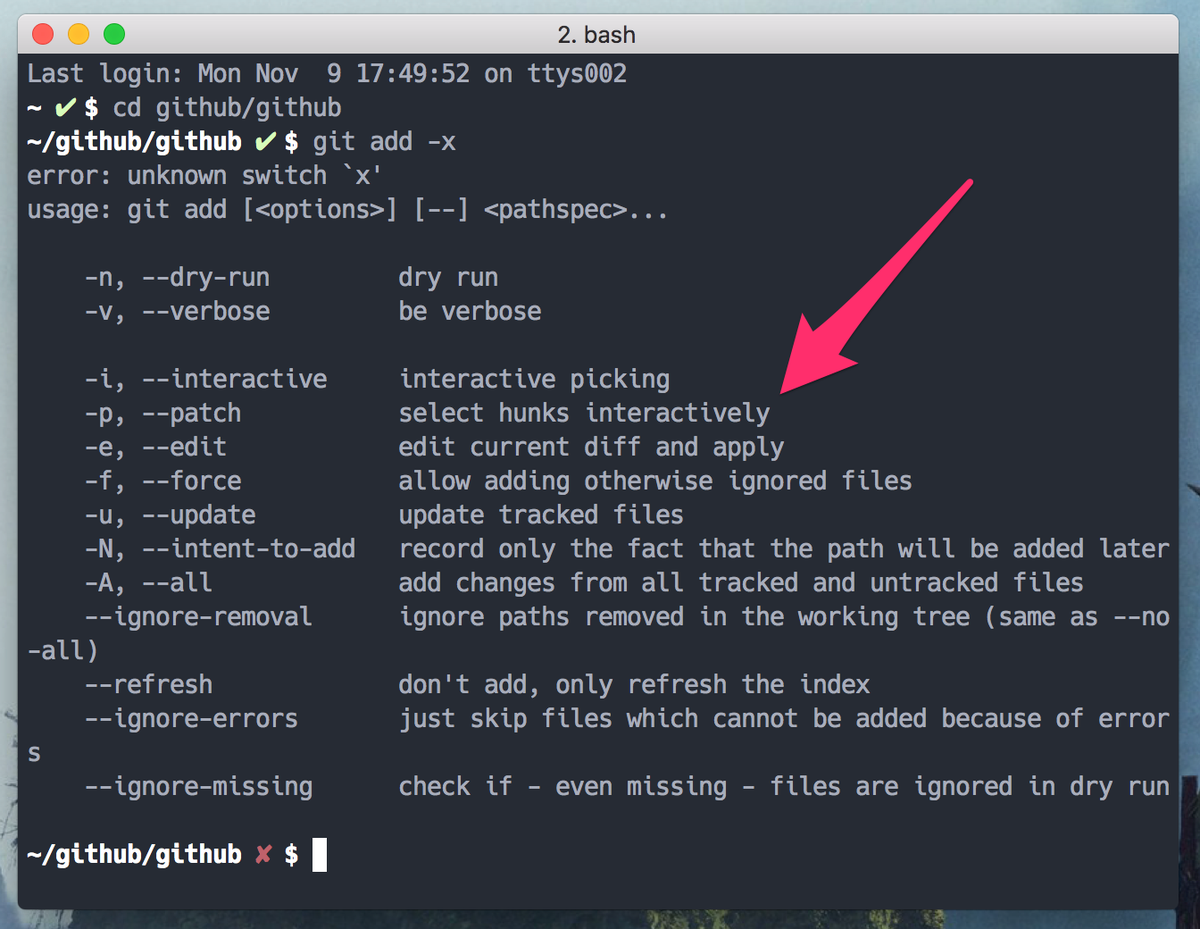 2. bash
Last login: Mon Nov  9 17:49:52 on ttys002
~ ✔ $ cd github/github
~/github/github ✔ $ git add -x
error: unknown switch `x'
usage: git add [<options>] [--] <pathspec>...
    -n, --dry-run         dry run
    -v, --verbose         be verbose
    -i, --interactive     interactive picking
    -p, --patch           select hunks interactively
    -e, --edit            edit current diff and apply
    -f, --force           allow adding otherwise ignored files
    -u, --update          update tracked files
    -N, --intent-to-add   record only the fact that the path will be added later
    -A, --all             add changes from all tracked and untracked files
    --ignore-removal      ignore paths removed in the working tree (same as --no
-all)
    --refresh             don't add, only refresh the index
    --ignore-errors       just skip files which cannot be added because of error
s
    --ignore-missing      check if - even missing - files are ignored in dry run
~/github/github ✘ $